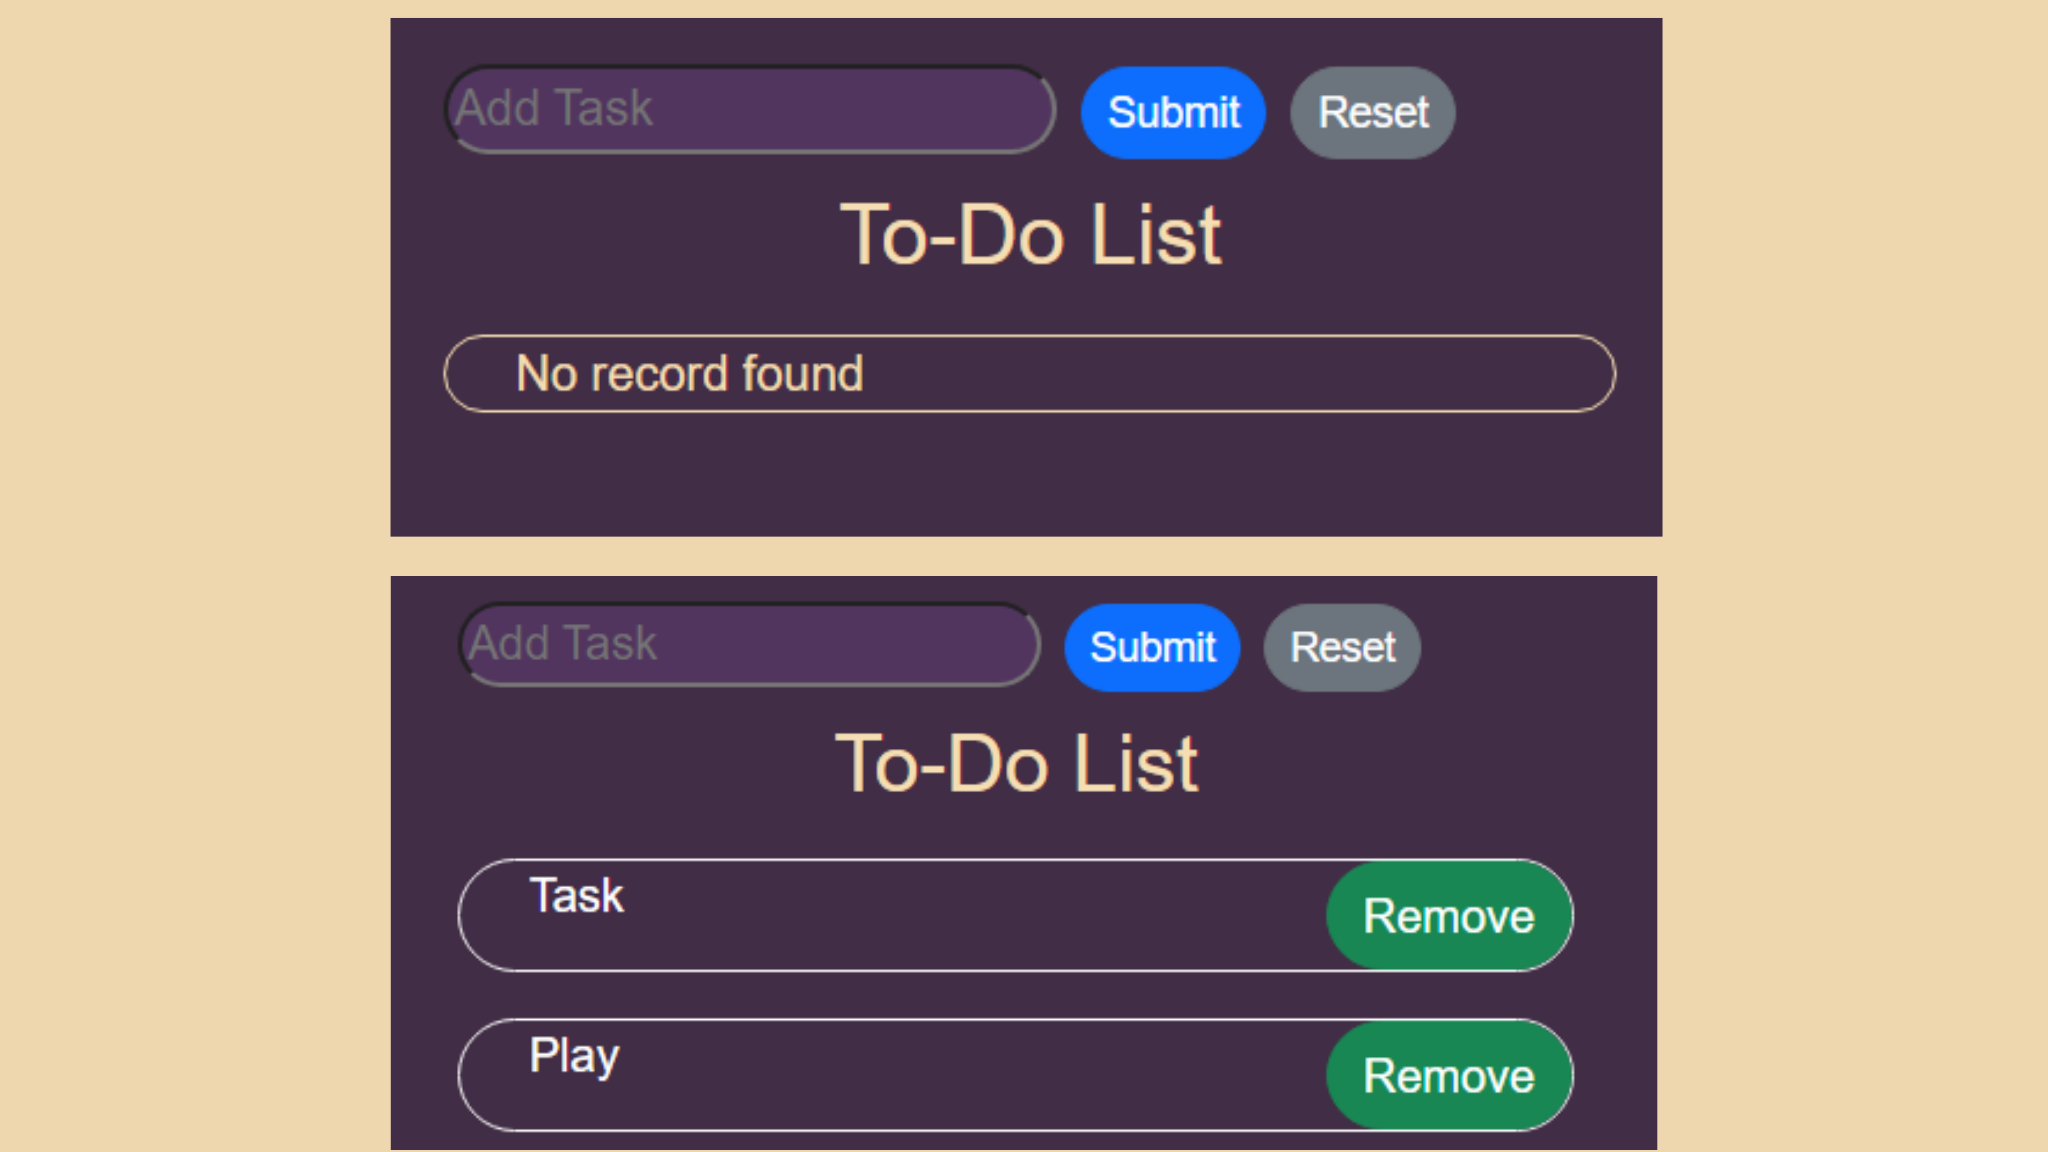 Add Task Submit Reset
To-Do List
No record found
Add Task Submit Reset
To-Do List
Task Remove
Play Remove